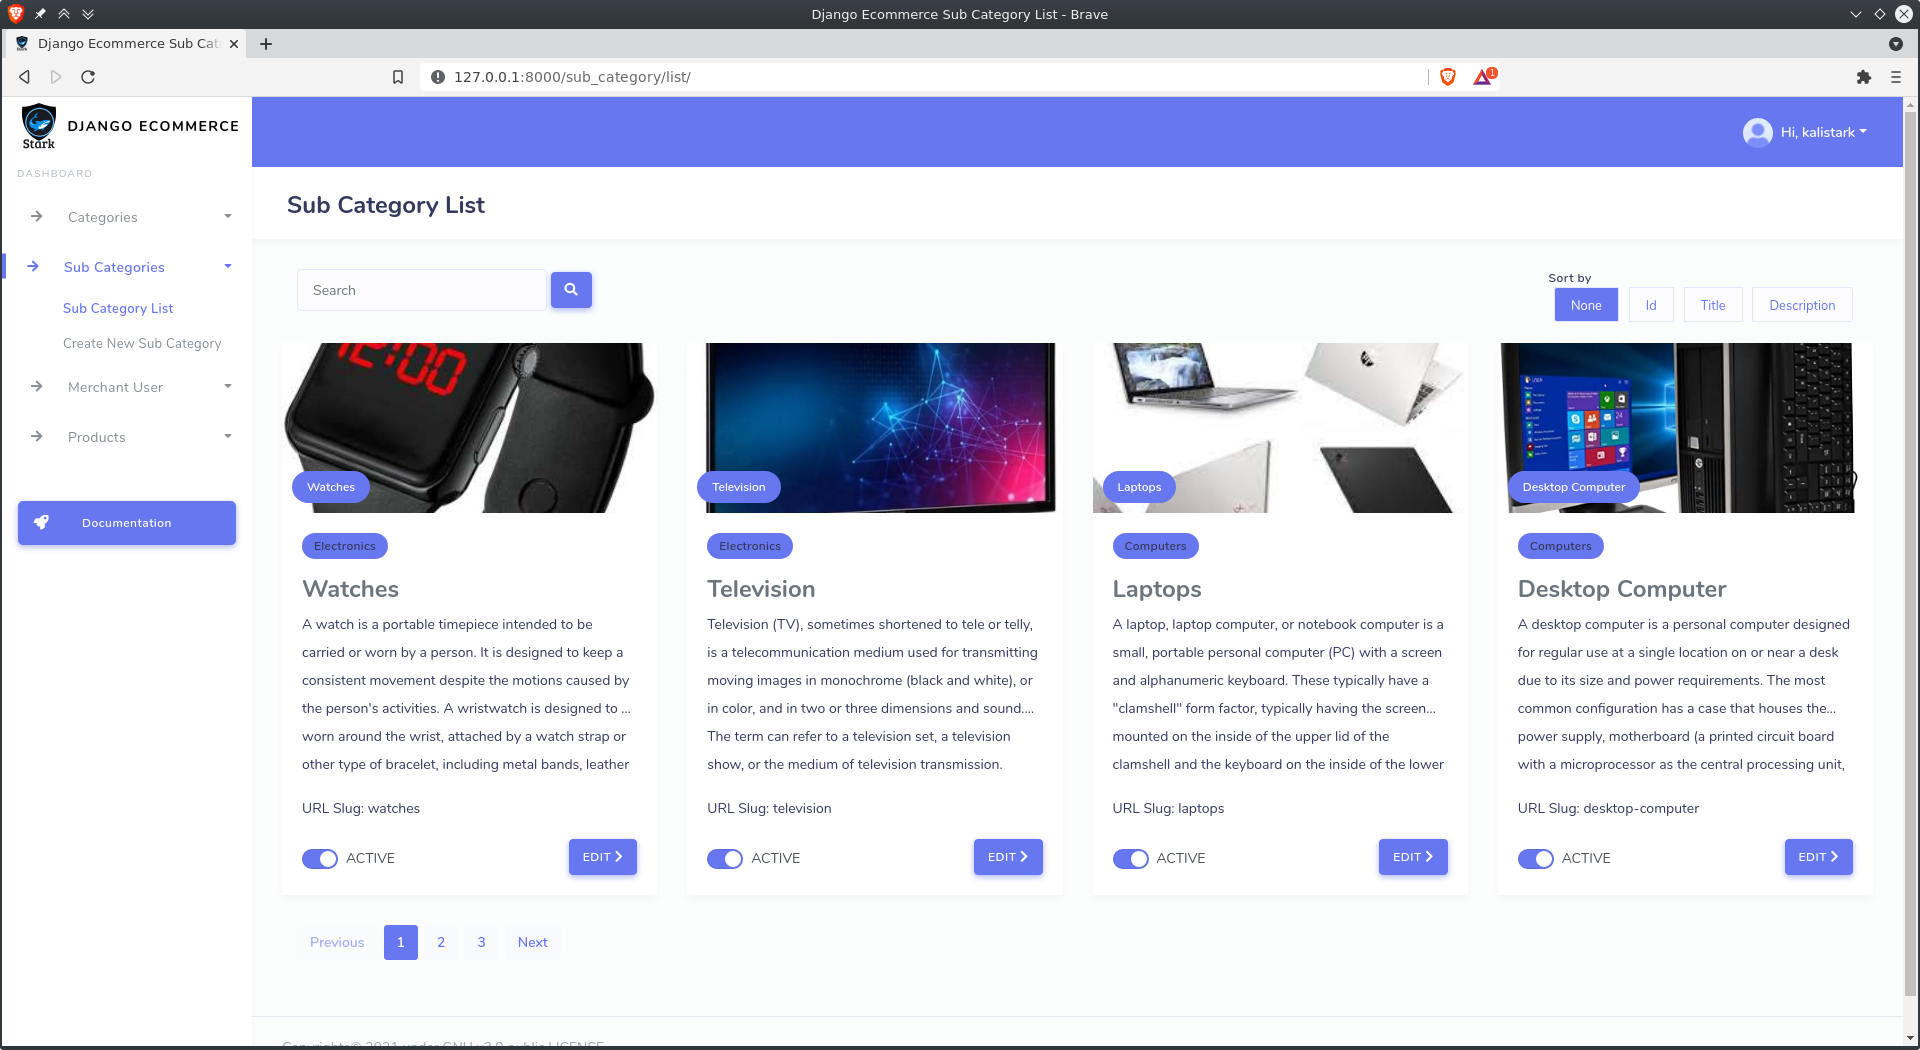 Django Ecommerce Sub Category List - Brave
Django Ecommerce Sub Cat
127.0.0.1:8000/sub_category/list/
1
Stark
DJANGO ECOMMERCE
Hi, kalistark
DASHBOARD
Categories
Sub Categories
Sub Category List
Create New Sub Category
Merchant User
Products
Documentation
Sub Category List
Search
Sort by
None
Id
Title
Description
12:00
Watches
Electronics
Watches
A watch is a portable timepiece intended to be
carried or worn by a person. It is designed to keep a
consistent movement despite the motions caused by
the person's activities. A wristwatch is designed to ...
worn around the wrist, attached by a watch strap or
other type of bracelet, including metal bands, leather
URL Slug: watches
ACTIVE
EDIT
Television
Electronics
Television
Television (TV), sometimes shortened to tele or telly,
is a telecommunication medium used for transmitting
moving images in monochrome (black and white), or
in color, and in two or three dimensions and sound....
The term can refer to a television set, a television
show, or the medium of television transmission.
URL Slug: television
ACTIVE
EDIT
Laptops
Computers
Laptops
A laptop, laptop computer, or notebook computer is a
small, portable personal computer (PC) with a screen
and alphanumeric keyboard. These typically have a
"clamshell" form factor, typically having the screen...
mounted on the inside of the upper lid of the
clamshell and the keyboard on the inside of the lower
URL Slug: laptops
ACTIVE
EDIT
Desktop Computer
Computers
Desktop Computer
A desktop computer is a personal computer designed
for regular use at a single location on or near a desk
due to its size and power requirements. The most
common configuration has a case that houses the...
power supply, motherboard (a printed circuit board
with a microprocessor as the central processing unit,
URL Slug: desktop-computer
ACTIVE
EDIT
Previous
1
2
3
Next
Copyrights© 2021 under GNU v3.0 public LICENSE